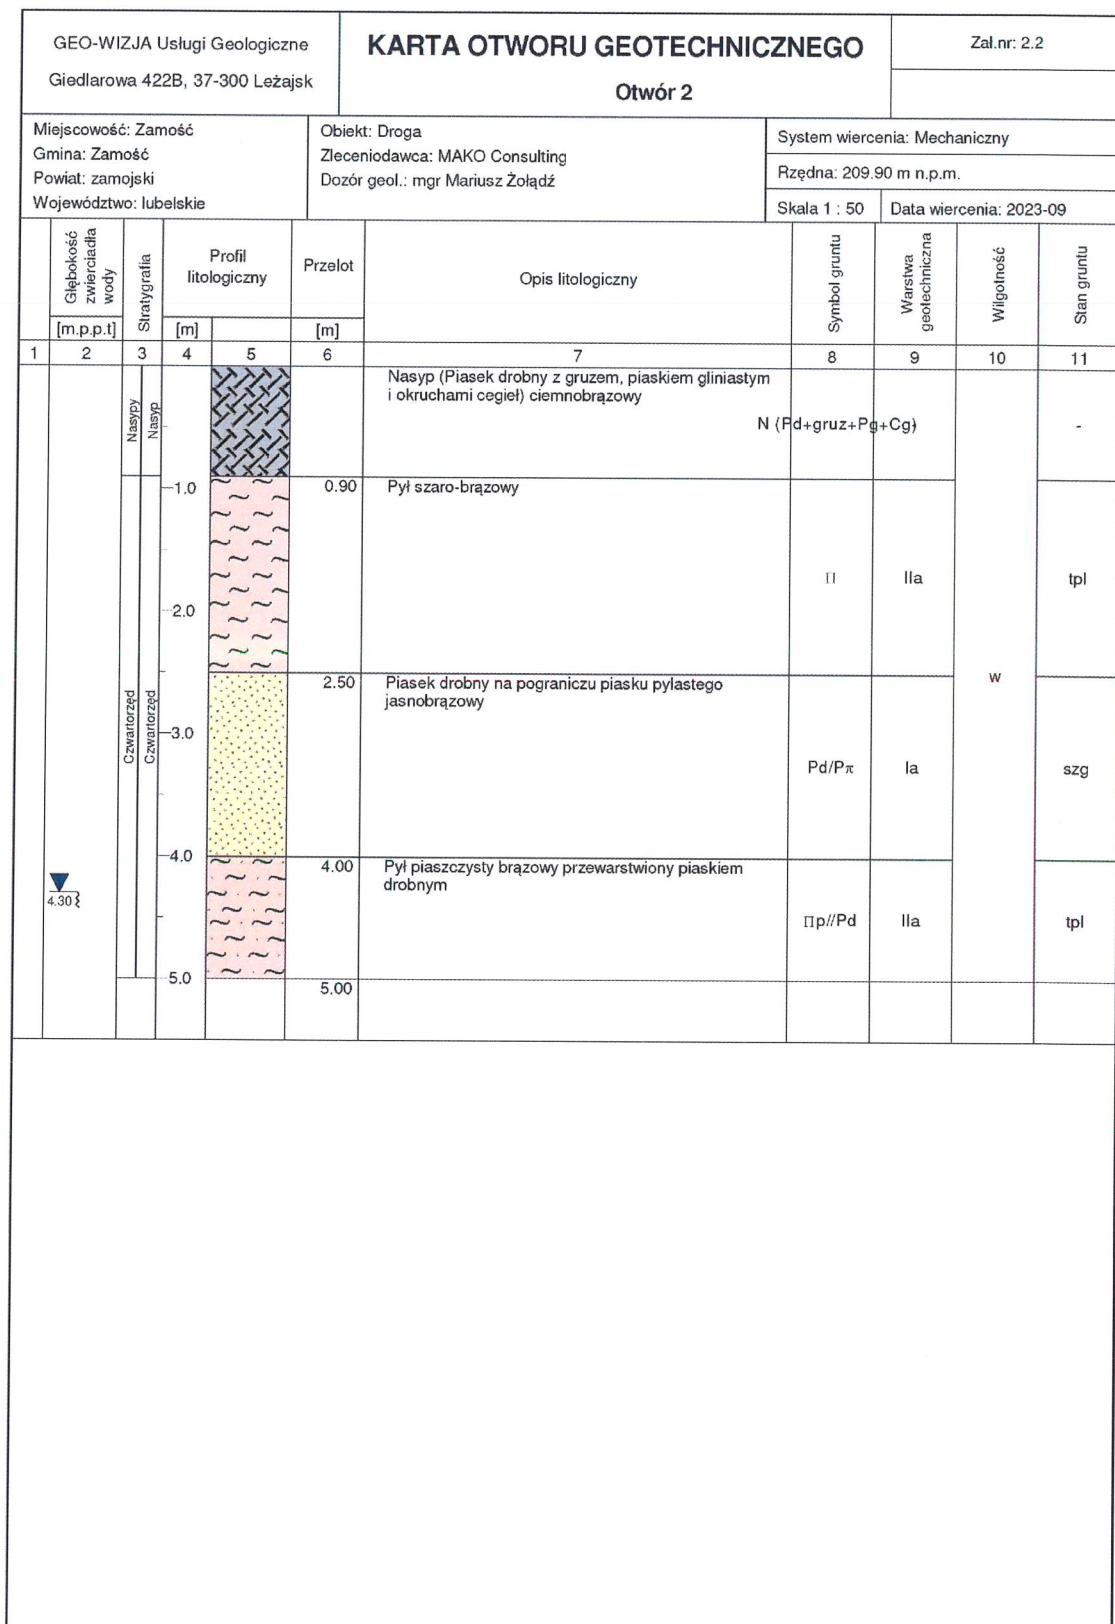 GEO-WIZJA Usługi Geologiczne
Giedlarowa 422B, 37-300 Leżajsk
KARTA OTWORU GEOTECHNICZNEGO
Otwór 2
Zał.nr: 2.2
Miejscowość: Zamość
Gmina: Zamość
Powiat: zamojski
Województwo: lubelskie
Obiekt: Droga
Zleceniodawca: MAKO Consulting
Dozór geol.: mgr Mariusz Żołądź
System wiercenia: Mechaniczny
Rzędna: 209.90 m n.p.m.
Skala 1 : 50
Data wiercenia: 2023-09
Głębokość
zwierciadła
wody
[m.p.p.t]
Stratygrafia
Profil
litologiczny
[m]
Przelot
[m]
Opis litologiczny
Symbol gruntu
Warstwa
geotechniczna
Wilgotność
Stan gruntu
1 2 3 4 5 6 7 8 9 10 11
Nasypy
Nasyp
Nasyp (Piasek drobny z gruzem, piaskiem gliniastym
i okruchami cegieł) ciemnobrązowy
N (Pd+gruz+Pg+Cg)
-
1.0
0.90
Pył szaro-brązowy
Π
IIa
tpl
2.0
w
2.50
Piasek drobny na pograniczu piasku pylastego
jasnobrązowy
Czwartorzęd
Czwartorzęd
3.0
Pd/Pπ
Ia
szg
4.0
4.00
Pył piaszczysty brązowy przewarstwiony piaskiem
drobnym
4.30
Πp//Pd
IIa
tpl
5.0
5.00